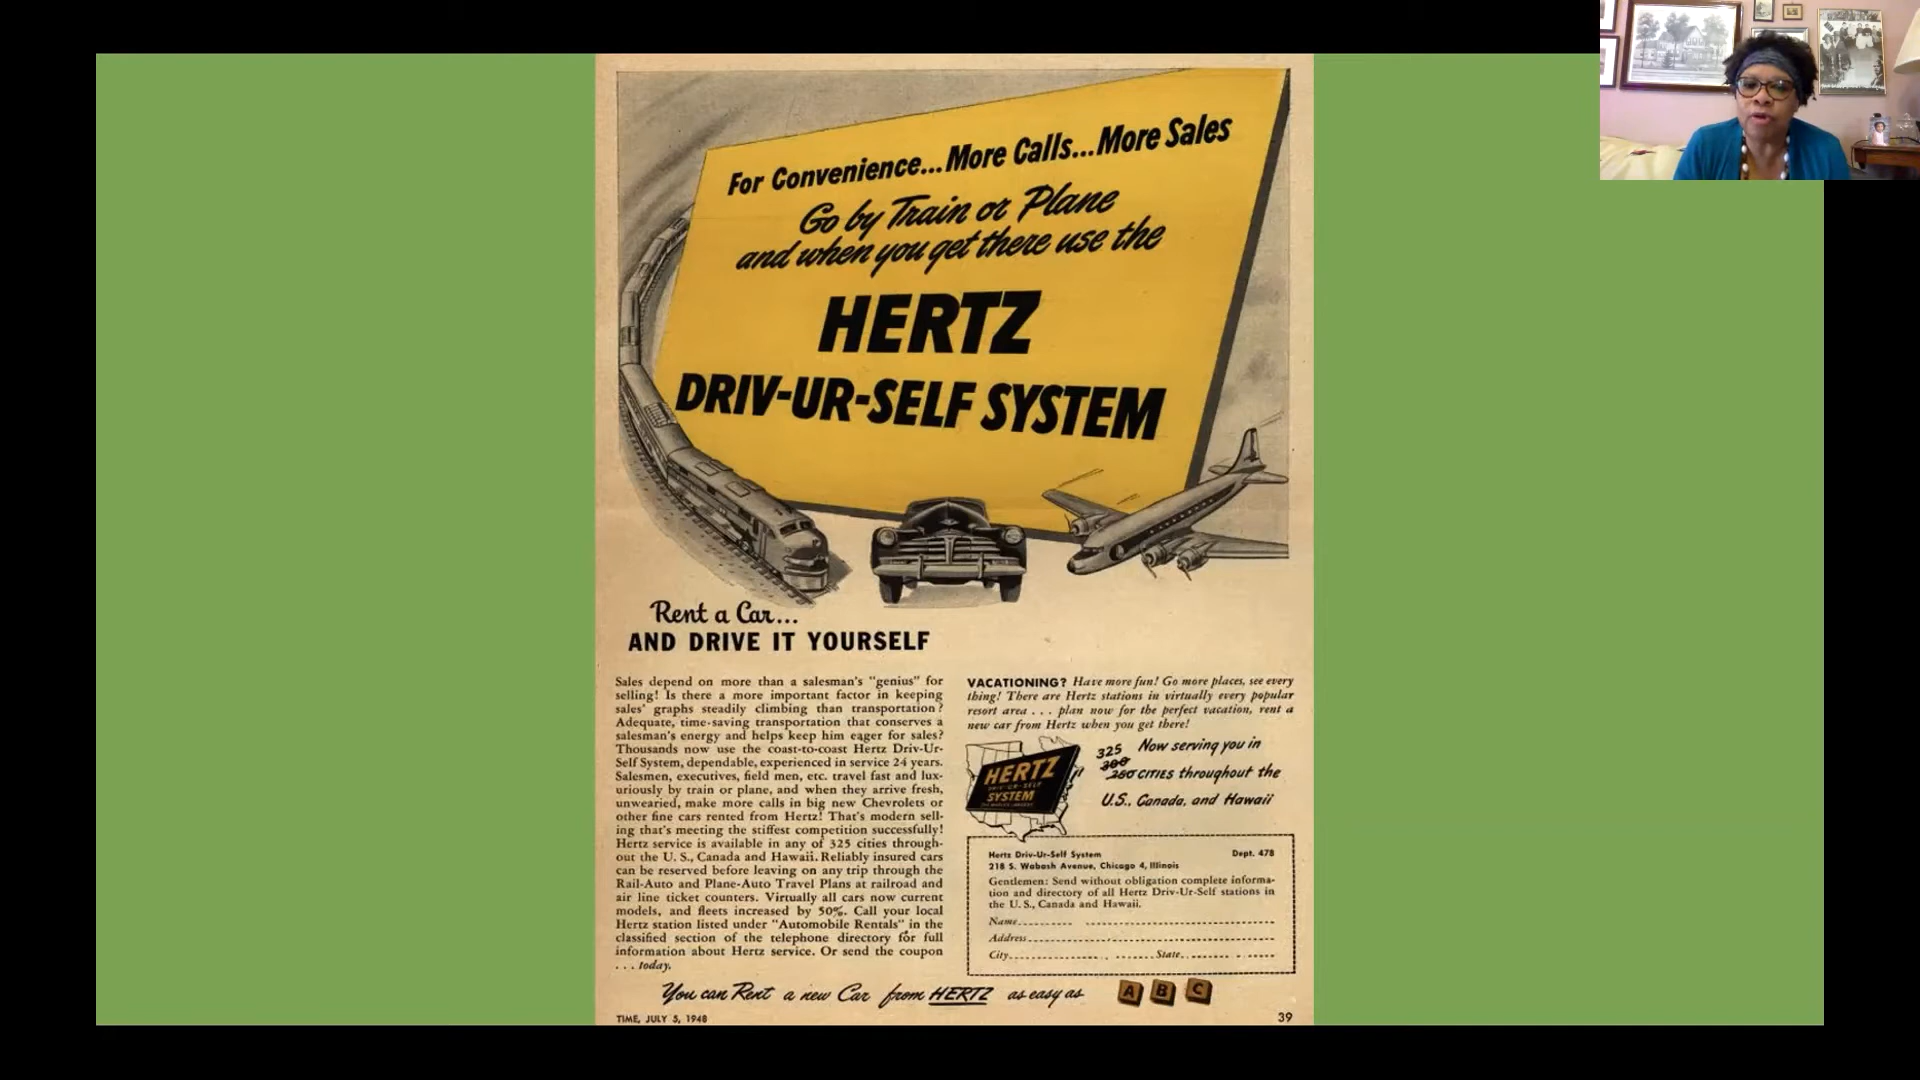 For Convenience...More Calls...More Sales
Go by Train or Plane
and when you get there use the
HERTZ
DRIV-UR-SELF SYSTEM
Rent a Car...
AND DRIVE IT YOURSELF
Sales depend on more than a salesman's "genius" for
selling! Is there a more important factor in keeping
sales' graphs steadily climbing than transportation?
Adequate, time-saving transportation that conserves a
salesman's energy and helps keep him eager for sales?
Thousands now use the coast-to-coast Hertz Driv-Ur-
Self System, dependable, experienced in service 24 years.
Salesmen, executives, field men, etc. travel fast and lux-
uriously by train or plane, and when they arrive fresh,
unwearied, make more calls in big new Chevrolets or
other fine cars rented from Hertz! That's modern sell-
ing that's meeting the stiffest competition successfully!
Hertz service is available in any of 325 cities through-
out the U. S., Canada and Hawaii. Reliably insured cars
can be reserved before leaving on any trip through the
Rail-Auto and Plane-Auto Travel Plans at railroad and
air line ticket counters. Virtually all cars now current
models, and fleets increased by 50%. Call your local
Hertz station listed under "Automobile Rentals" in the
classified section of the telephone directory for full
information about Hertz service. Or send the coupon
. . . today.
VACATIONING? Have more fun! Go more places, see every
thing! There are Hertz stations in virtually every popular
resort area . . . plan now for the perfect vacation, rent a
new car from Hertz when you get there!
HERTZ
DRIV-UR-SELF
SYSTEM
325 Now serving you in
300
260 CITIES throughout the
U.S., Canada, and Hawaii
Hertz Driv-Ur-Self System Dept. 478
218 S. Wabash Avenue, Chicago 4, Illinois
Gentlemen: Send without obligation complete informa-
tion and directory of all Hertz Driv-Ur-Self stations in
the U. S., Canada and Hawaii.
Name
Address
City State
You can Rent a new Car from HERTZ as easy as A B C
TIME, JULY 5, 1948 39